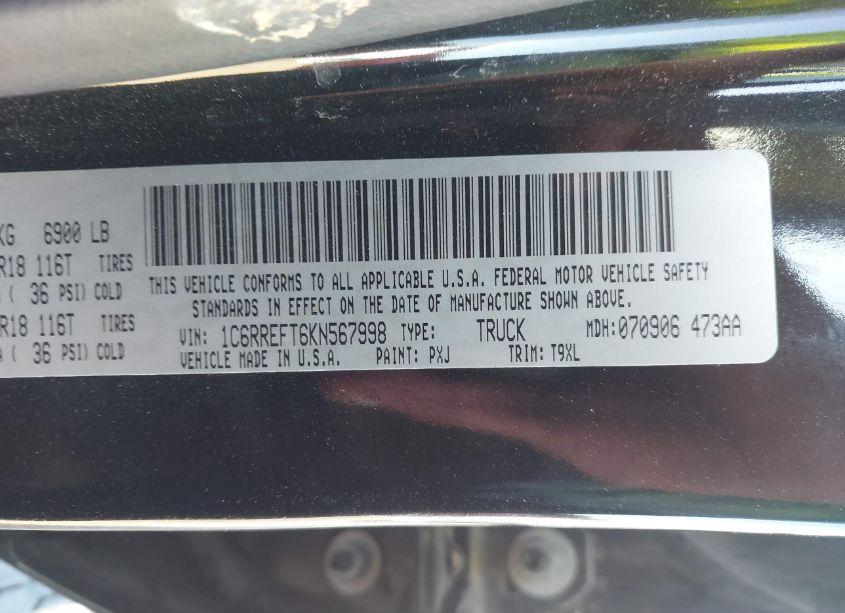 KG 6900 LB
R18 116T TIRES
( 36 PSI) COLD
R18 116T TIRES
( 36 PSI) COLD
THIS VEHICLE CONFORMS TO ALL APPLICABLE U.S.A. FEDERAL MOTOR VEHICLE SAFETY
STANDARDS IN EFFECT ON THE DATE OF MANUFACTURE SHOWN ABOVE.
VIN: 1C6RREFT6KN567998 TYPE: TRUCK MDH:070906 473AA
VEHICLE MADE IN U.S.A. PAINT: PXJ TRIM: T9XL